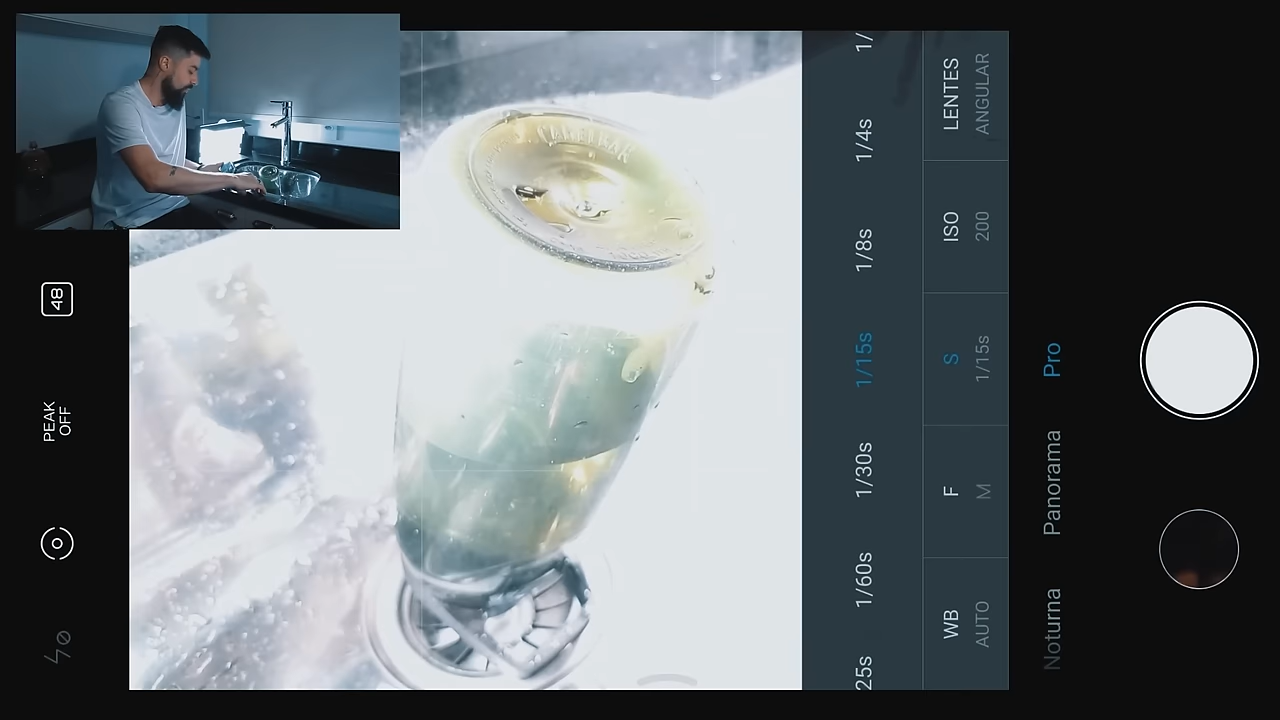 48
PEAK
OFF
CAMELBAK
1/
1/4s
1/8s
1/15s
1/30s
1/60s
25s
LENTES
ANGULAR
ISO
200
S
1/15s
F
M
WB
AUTO
Pro
Panorama
Noturna